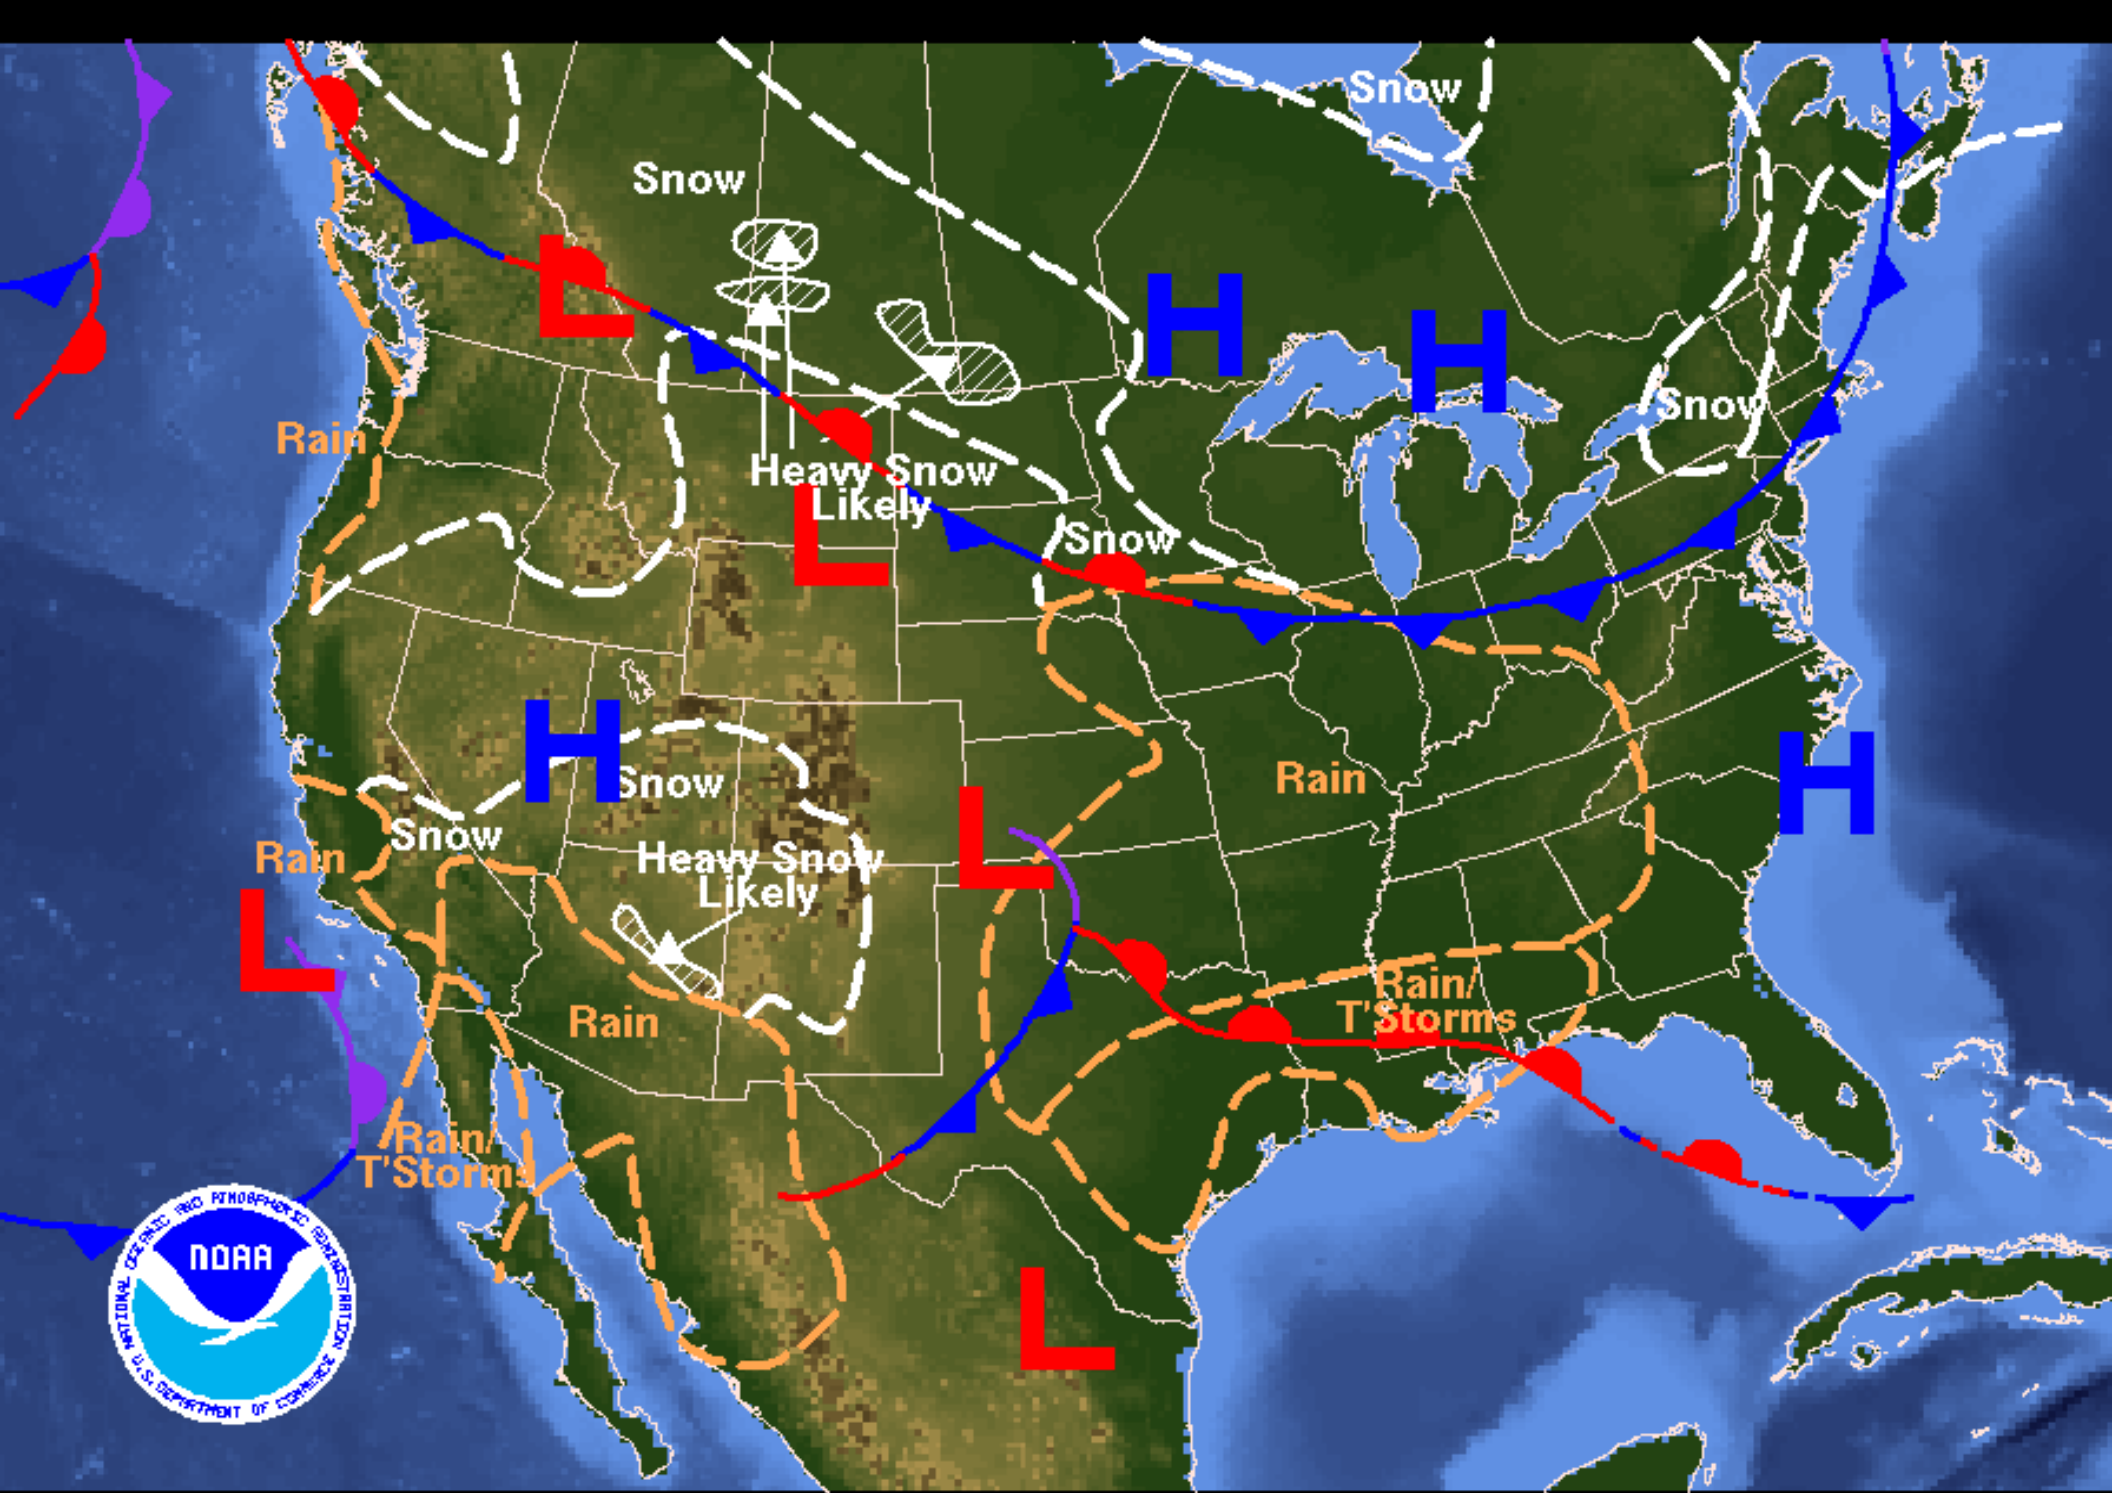 Snow
Snow
H
H
L
Snow
Rain
Heavy Snow
Likely
L
Snow
H
Snow
Rain
H
Snow
L
Rain
Heavy Snow
Likely
L
Rain/
T'Storms
Rain
Rain/
T'Storms
L
NATIONAL OCEANIC AND ATMOSPHERIC ADMINISTRATION
NOAA
U.S. DEPARTMENT OF COMMERCE